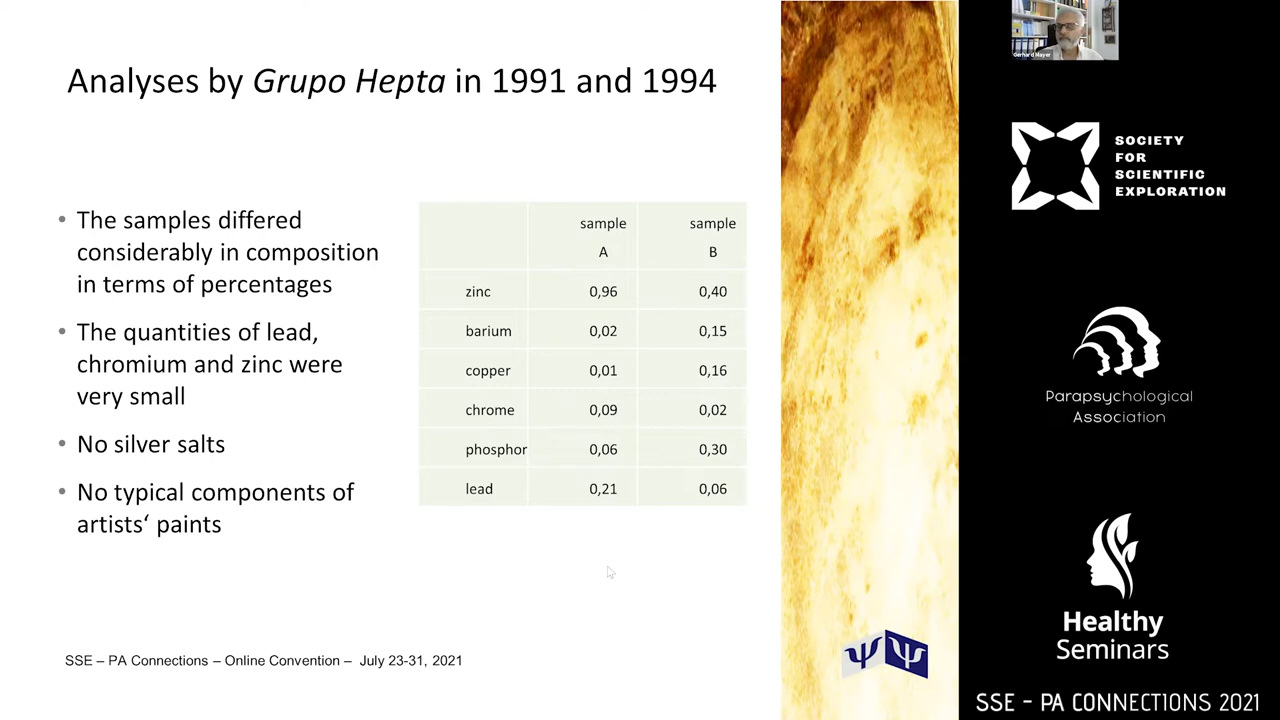 Analyses by Grupo Hepta in 1991 and 1994
• The samples differed
considerably in composition
in terms of percentages
• The quantities of lead,
chromium and zinc were
very small
• No silver salts
• No typical components of
artists‘ paints
sample A sample B
zinc 0,96 0,40
barium 0,02 0,15
copper 0,01 0,16
chrome 0,09 0,02
phosphor 0,06 0,30
lead 0,21 0,06
SSE – PA Connections – Online Convention – July 23-31, 2021
Gerhard Mayer
SOCIETY
FOR
SCIENTIFIC
EXPLORATION
Parapsychological
Association
Healthy
Seminars
SSE - PA CONNECTIONS 2021
Ψ Ψ